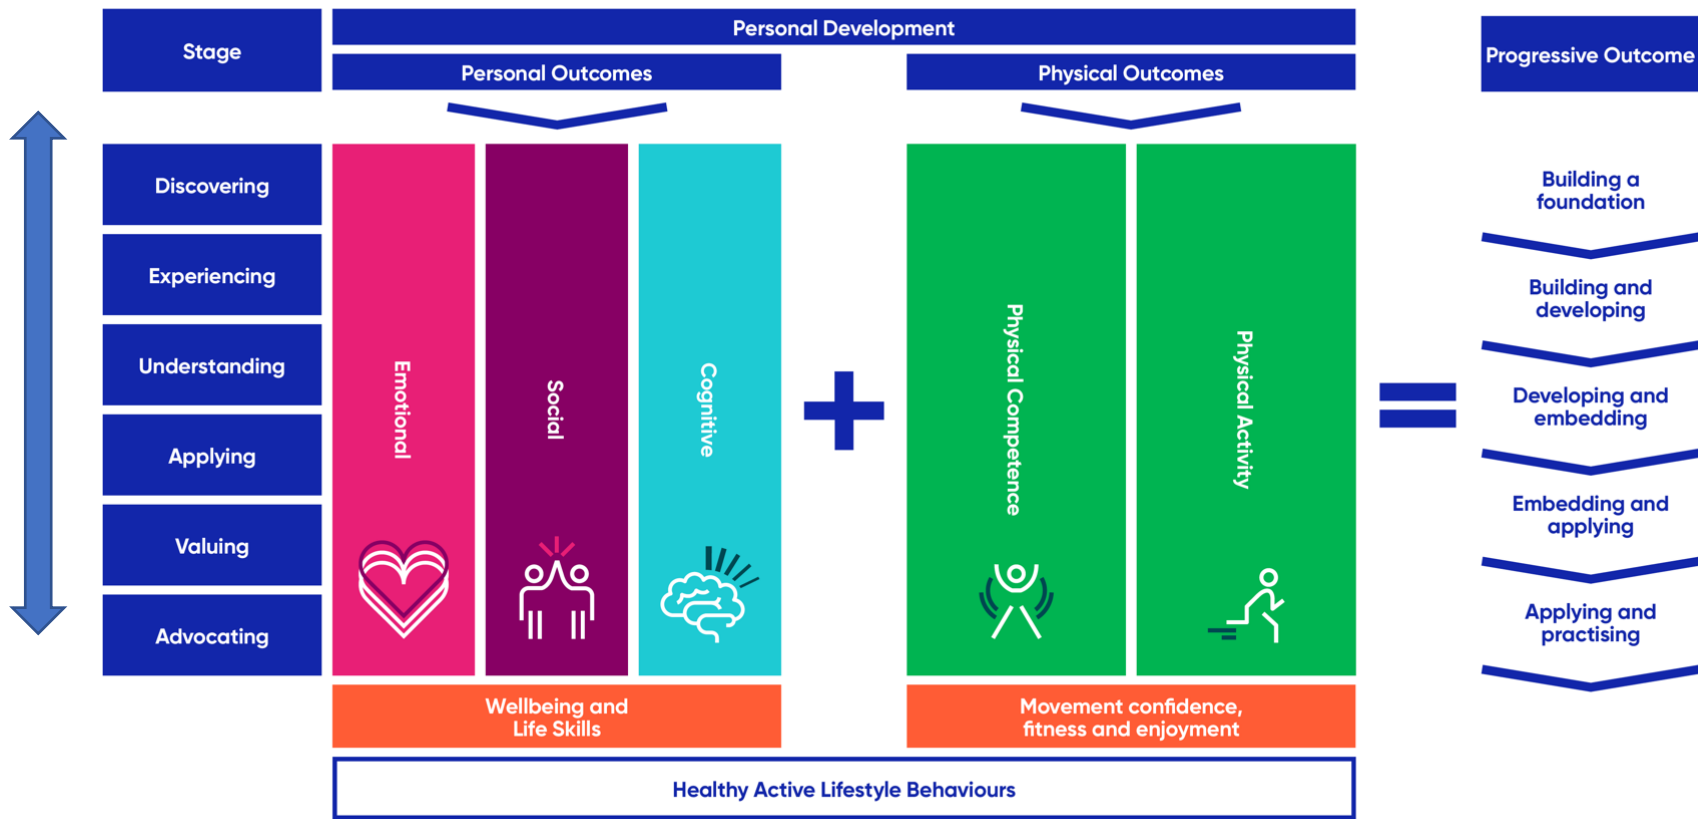 Stage
Personal Development
Personal Outcomes
Physical Outcomes
Progressive Outcome
Discovering
Experiencing
Understanding
Applying
Valuing
Advocating
Emotional
Social
Cognitive
Physical Competence
Physical Activity
+
=
Building a
foundation
Building and
developing
Developing and
embedding
Embedding and
applying
Applying and
practising
Wellbeing and
Life Skills
Movement confidence,
fitness and enjoyment
Healthy Active Lifestyle Behaviours